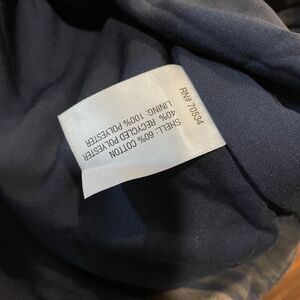 SHELL: 60% COTTON
40% RECYCLED POLYESTER
LINING: 100% POLYESTER
RN# 70534